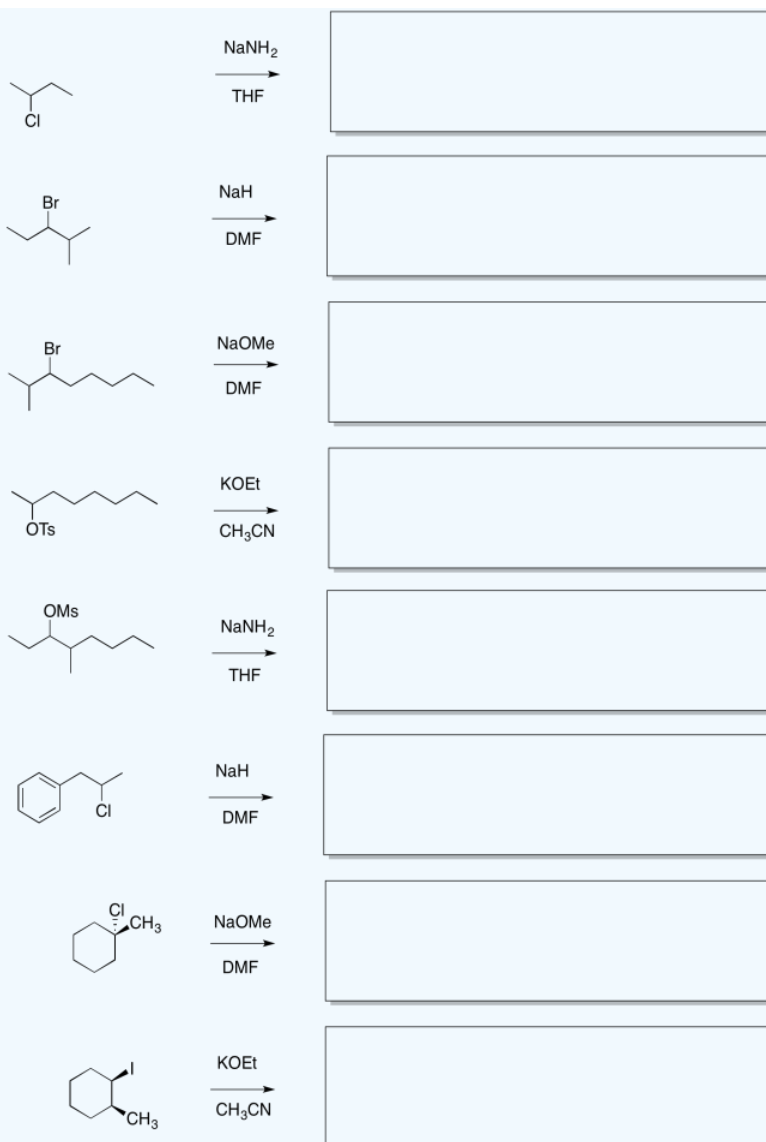 NaNH₂
THF
Cl
Br
NaH
DMF
Br
NaOMe
DMF
KOEt
OTs
CH₃CN
OMs
NaNH₂
THF
NaH
Cl
DMF
Cl
CH₃
NaOMe
DMF
KOEt
I
CH₃CN
CH₃